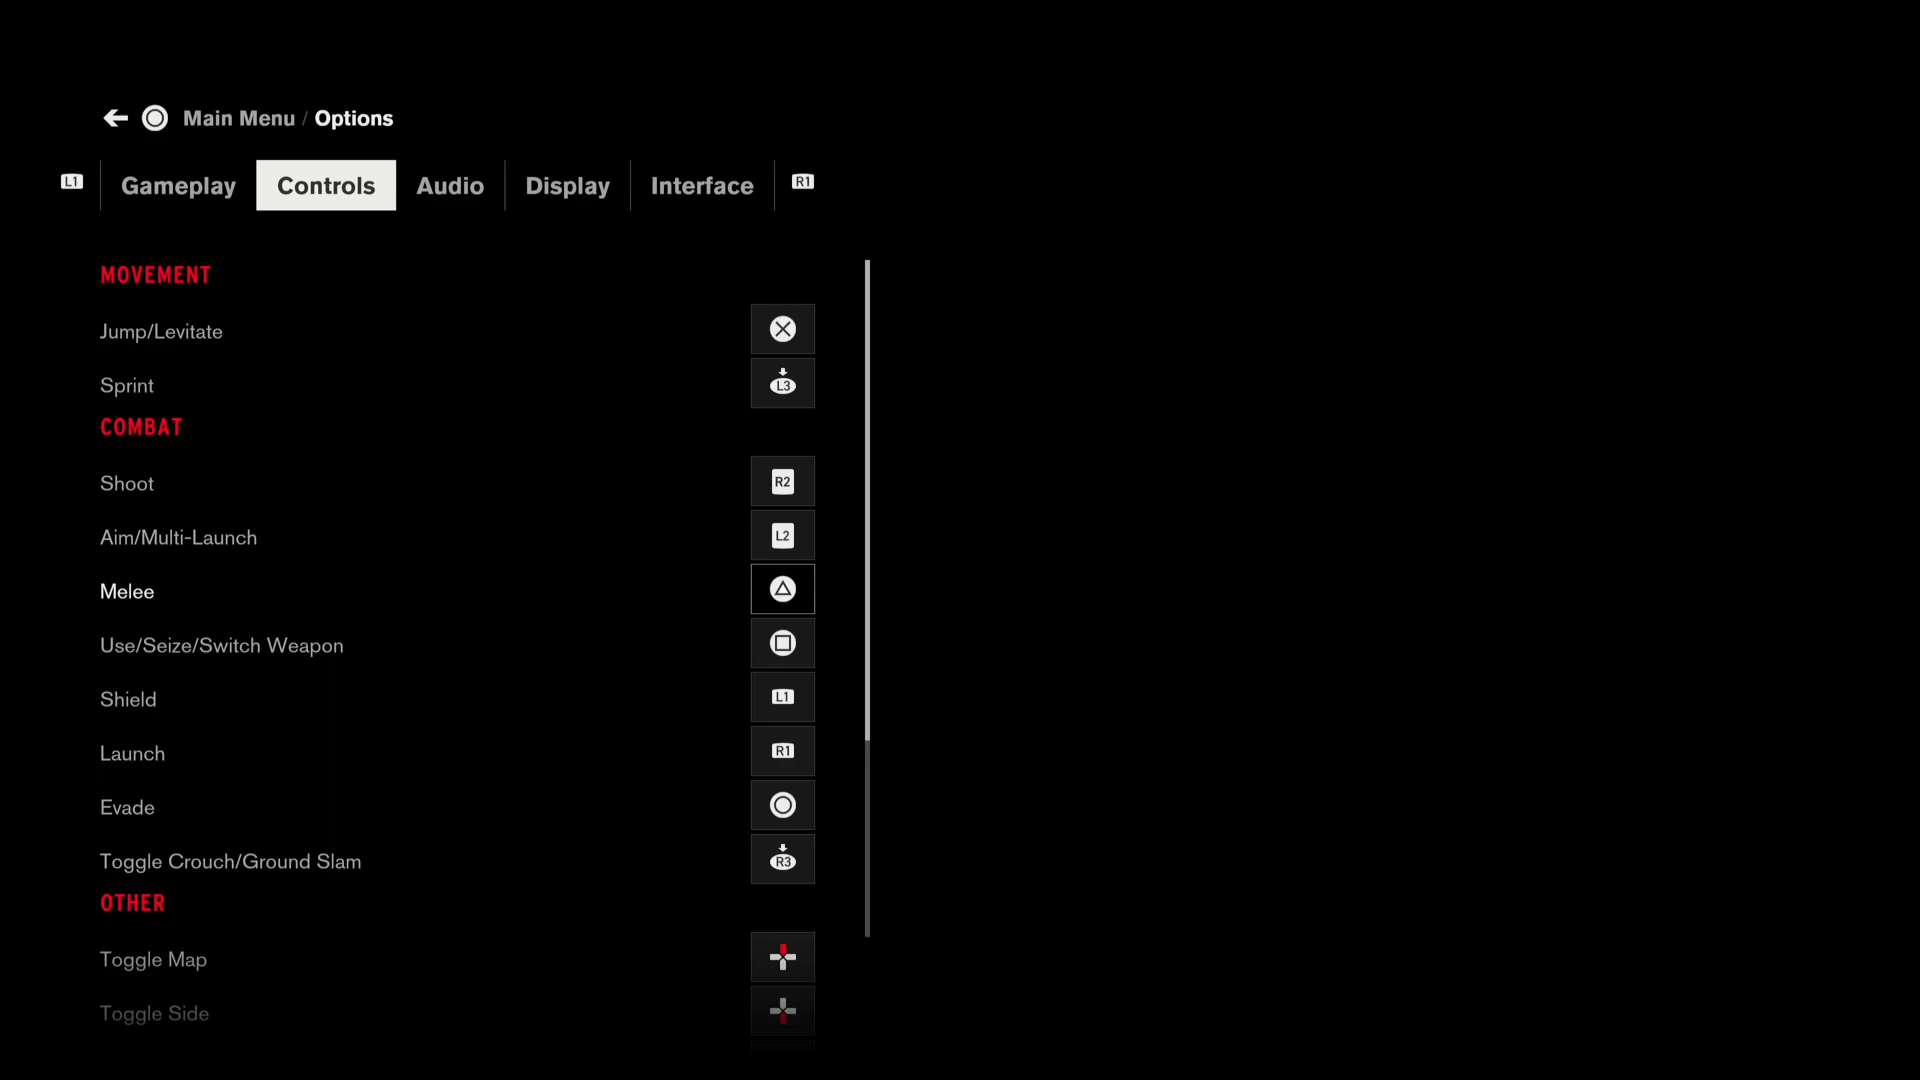 Main Menu / Options
L1 Gameplay Controls Audio Display Interface R1
MOVEMENT
Jump/Levitate
Sprint L3
COMBAT
Shoot R2
Aim/Multi-Launch L2
Melee
Use/Seize/Switch Weapon
Shield L1
Launch R1
Evade
Toggle Crouch/Ground Slam R3
OTHER
Toggle Map
Toggle Side